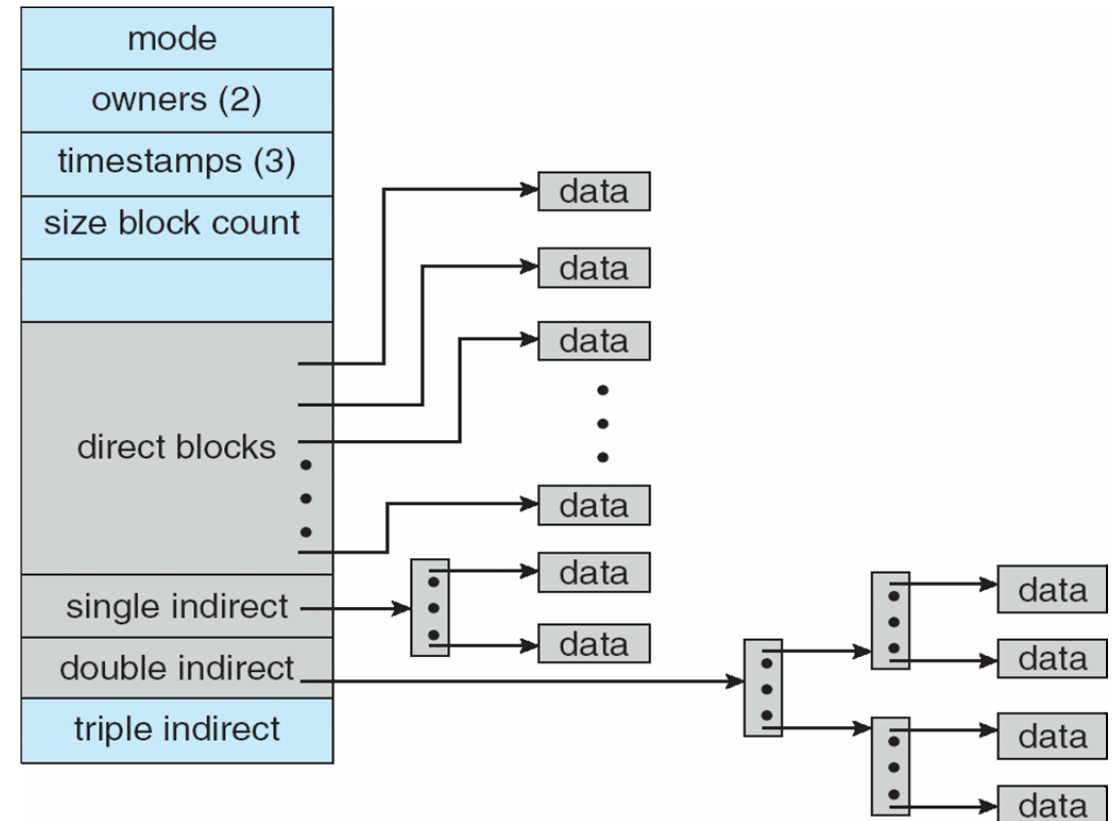 mode
owners (2)
timestamps (3)
size block count
direct blocks
single indirect
double indirect
triple indirect
data
data
data
data
data
data
data
data
data
data